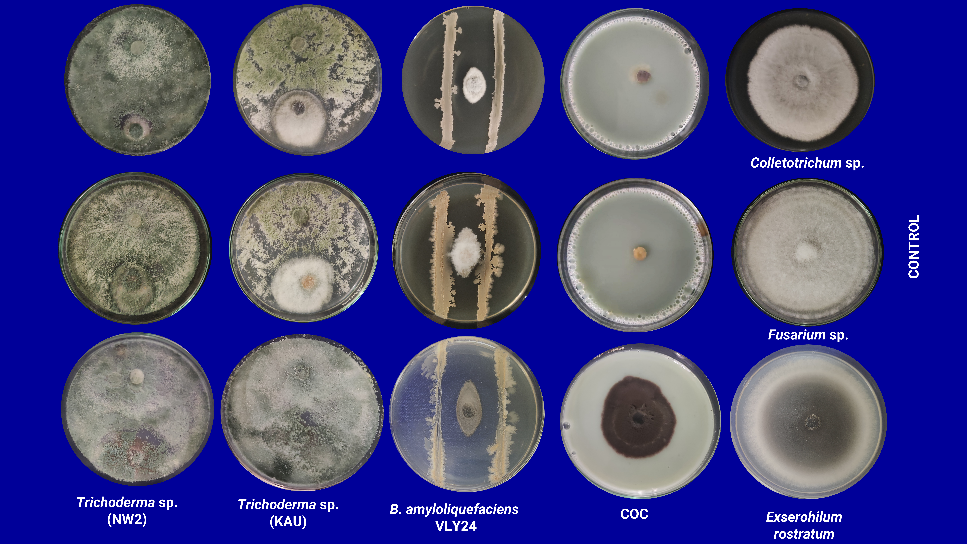 Colletotrichum sp.
CONTROL
Fusarium sp.
Trichoderma sp.
(NW2)
Trichoderma sp.
(KAU)
B. amyloliquefaciens
VLY24
COC
Exserohilum
rostratum